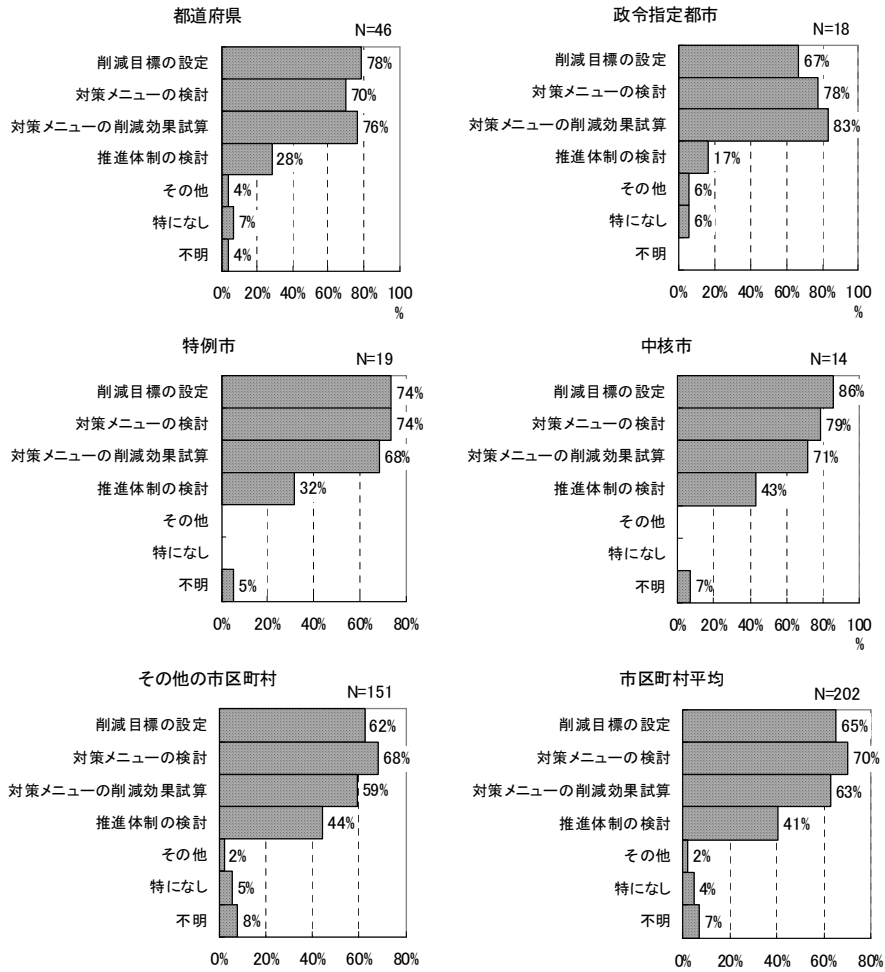 都道府県
N=46
削減目標の設定 78%
対策メニューの検討 70%
対策メニューの削減効果試算 76%
推進体制の検討 28%
その他 4%
特になし 7%
不明 4%
0% 20% 40% 60% 80% 100
%
政令指定都市
N=18
削減目標の設定 67%
対策メニューの検討 78%
対策メニューの削減効果試算 83%
推進体制の検討 17%
その他 6%
特になし 6%
不明
0% 20% 40% 60% 80% 100
%
特例市
N=19
削減目標の設定 74%
対策メニューの検討 74%
対策メニューの削減効果試算 68%
推進体制の検討 32%
その他
特になし
不明 5%
0% 20% 40% 60% 80%
中核市
N=14
削減目標の設定 86%
対策メニューの検討 79%
対策メニューの削減効果試算 71%
推進体制の検討 43%
その他
特になし
不明 7%
0% 20% 40% 60% 80% 100
%
その他の市区町村
N=151
削減目標の設定 62%
対策メニューの検討 68%
対策メニューの削減効果試算 59%
推進体制の検討 44%
その他 2%
特になし 5%
不明 8%
0% 20% 40% 60% 80%
市区町村平均
N=202
削減目標の設定 65%
対策メニューの検討 70%
対策メニューの削減効果試算 63%
推進体制の検討 41%
その他 2%
特になし 4%
不明 7%
0% 20% 40% 60% 80%